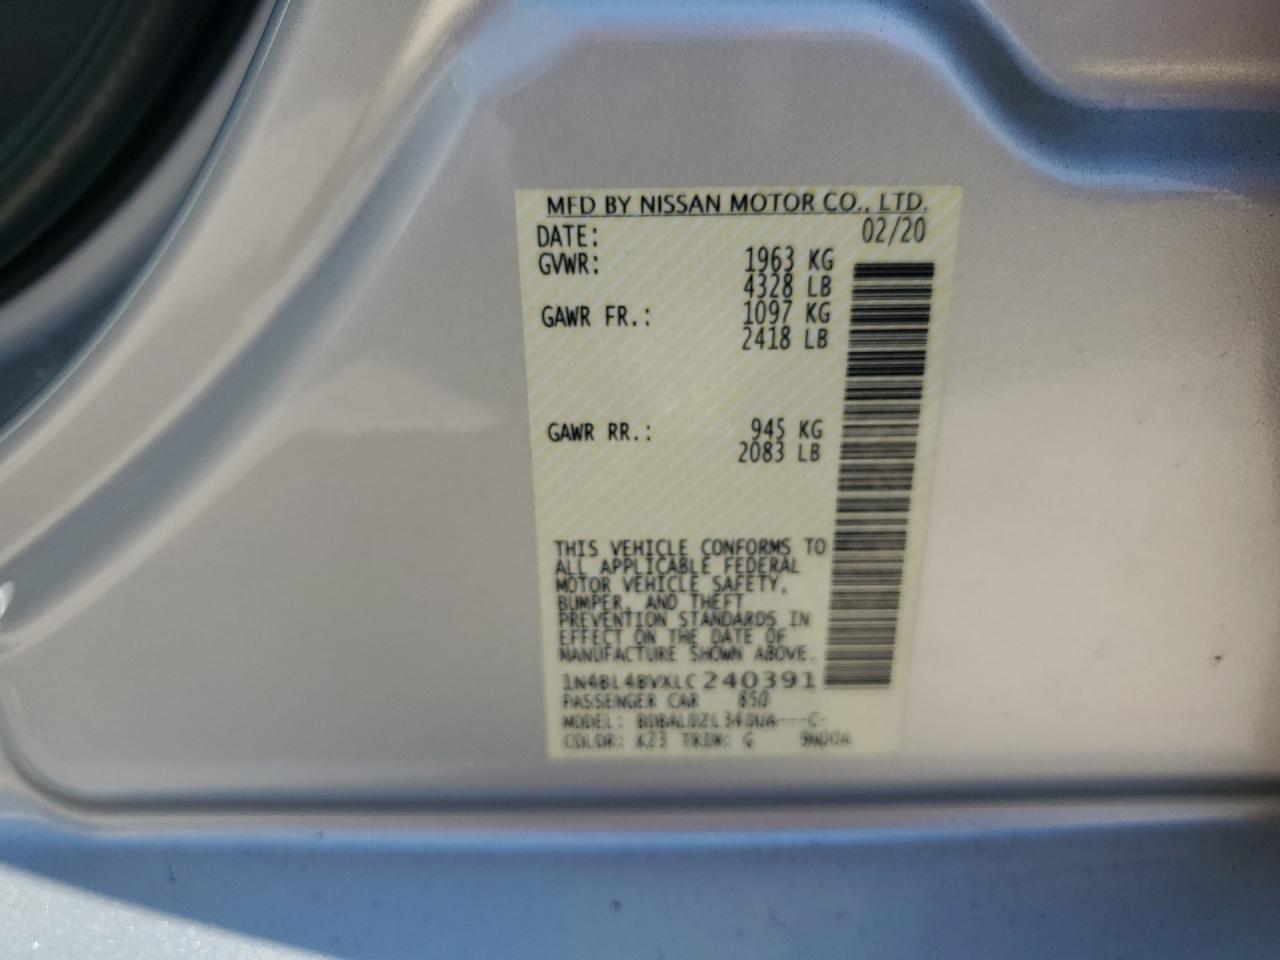 MFD BY NISSAN MOTOR CO., LTD.
DATE: 02/20
GVWR: 1963 KG
4328 LB
GAWR FR.: 1097 KG
2418 LB
GAWR RR.: 945 KG
2083 LB
THIS VEHICLE CONFORMS TO
ALL APPLICABLE FEDERAL
MOTOR VEHICLE SAFETY,
BUMPER, AND THEFT
PREVENTION STANDARDS IN
EFFECT ON THE DATE OF
MANUFACTURE SHOWN ABOVE.
1N4BL4BVXLC240391
PASSENGER CAR 850
MODEL:
COLOR: K23 TRIM: G